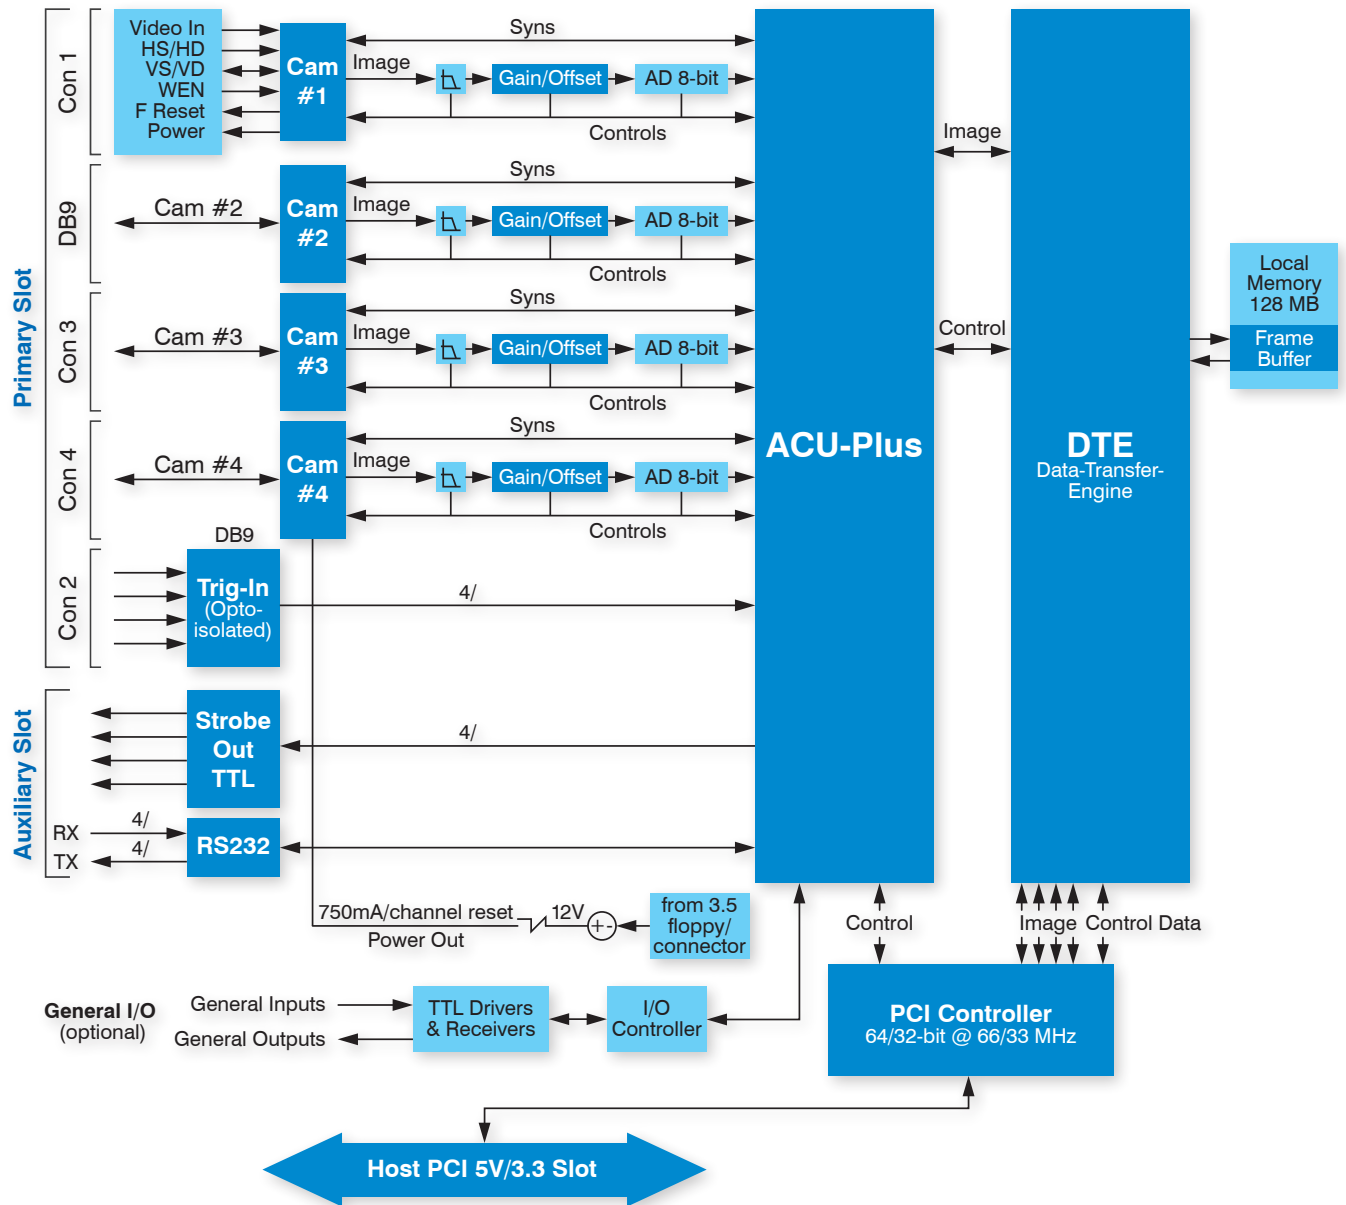 Primary Slot
Con 1
Video In
HS/HD
VS/VD
WEN
F Reset
Power
Cam
#1
Syns
Image
Gain/Offset
AD 8-bit
Controls
DB9
Cam #2
Cam
#2
Syns
Image
Gain/Offset
AD 8-bit
Controls
Con 3
Cam #3
Cam
#3
Syns
Image
Gain/Offset
AD 8-bit
Controls
Con 4
Cam #4
Cam
#4
Syns
Image
Gain/Offset
AD 8-bit
Controls
Con 2
DB9
Trig-In
(Opto-
isolated)
4/
ACU-Plus
Image
Control
DTE
Data-Transfer-
Engine
Local
Memory
128 MB
Frame
Buffer
Auxiliary Slot
Strobe
Out
TTL
4/
RX
4/
TX
4/
RS232
750mA/channel reset
Power Out
12V
+-
from 3.5
floppy/
connector
Control
Image
Control Data
General I/O
(optional)
General Inputs
General Outputs
TTL Drivers
& Receivers
I/O
Controller
PCI Controller
64/32-bit @ 66/33 MHz
Host PCI 5V/3.3 Slot